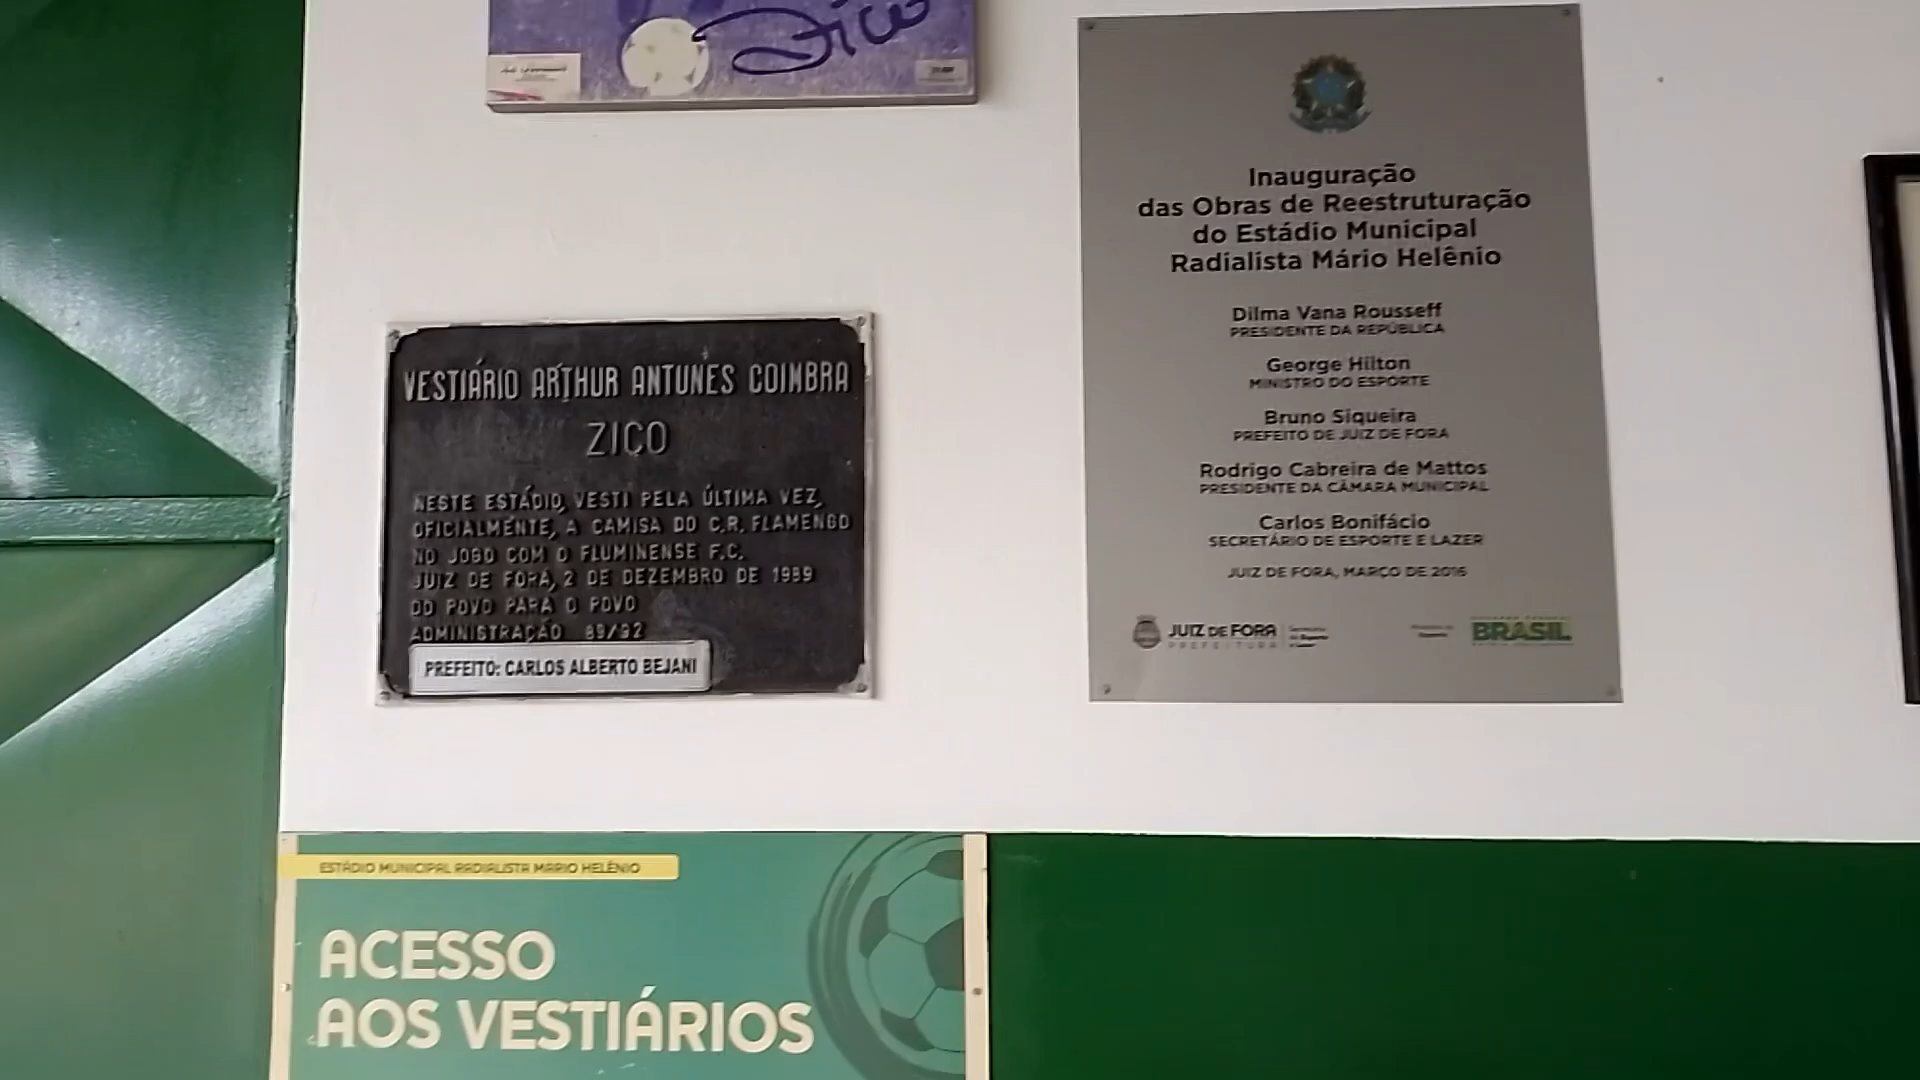 Zico
VESTIÁRIO ARTHUR ANTUNES COIMBRA
ZICO
NESTE ESTÁDIO, VESTI PELA ÚLTIMA VEZ,
OFICIALMENTE, A CAMISA DO C.R. FLAMENGO
NO JOGO COM O FLUMINENSE F.C.
JUIZ DE FORA, 2 DE DEZEMBRO DE 1989
DO POVO PARA O POVO
ADMINISTRAÇÃO 89/92
PREFEITO: CARLOS ALBERTO BEJANI
Inauguração
das Obras de Reestruturação
do Estádio Municipal
Radialista Mário Helênio
Dilma Vana Rousseff
PRESIDENTE DA REPÚBLICA
George Hilton
MINISTRO DO ESPORTE
Bruno Siqueira
PREFEITO DE JUIZ DE FORA
Rodrigo Cabreira de Mattos
PRESIDENTE DA CÂMARA MUNICIPAL
Carlos Bonifácio
SECRETÁRIO DE ESPORTE E LAZER
JUIZ DE FORA, MARÇO DE 2016
JUIZ DE FORA
PREFEITURA
BRASIL
ESTÁDIO MUNICIPAL RADIALISTA MÁRIO HELÊNIO
ACESSO
AOS VESTIÁRIOS